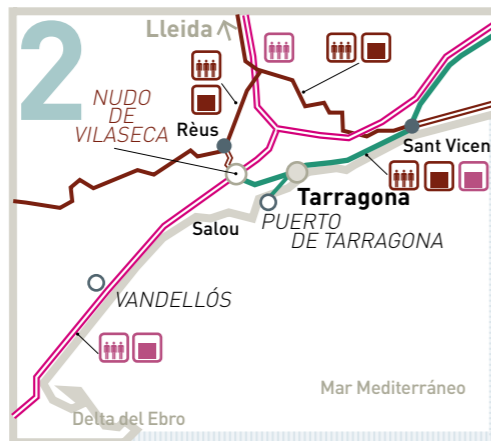 2
Lleida
NUDO
DE
VILASECA
Rèus
Sant Vicen
Tarragona
PUERTO
DE TARRAGONA
Salou
VANDELLÓS
Mar Mediterráneo
Delta del Ebro